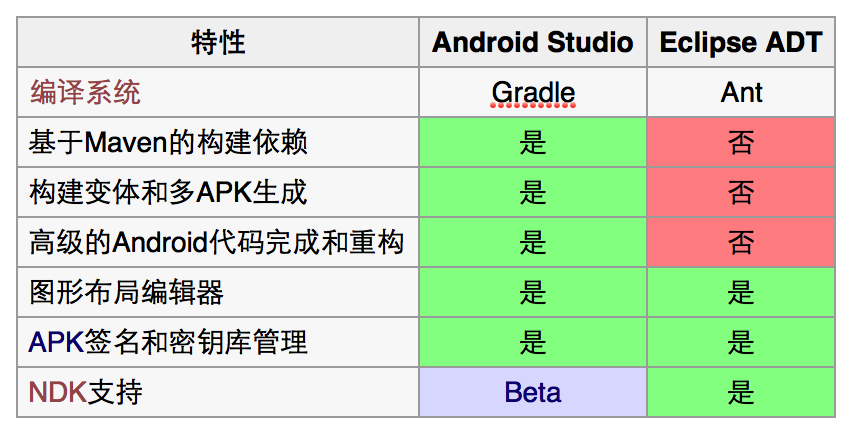 特性 Android Studio Eclipse ADT
编译系统 Gradle Ant
基于Maven的构建依赖 是 否
构建变体和多APK生成 是 否
高级的Android代码完成和重构 是 否
图形布局编辑器 是 是
APK签名和密钥库管理 是 是
NDK支持 Beta 是